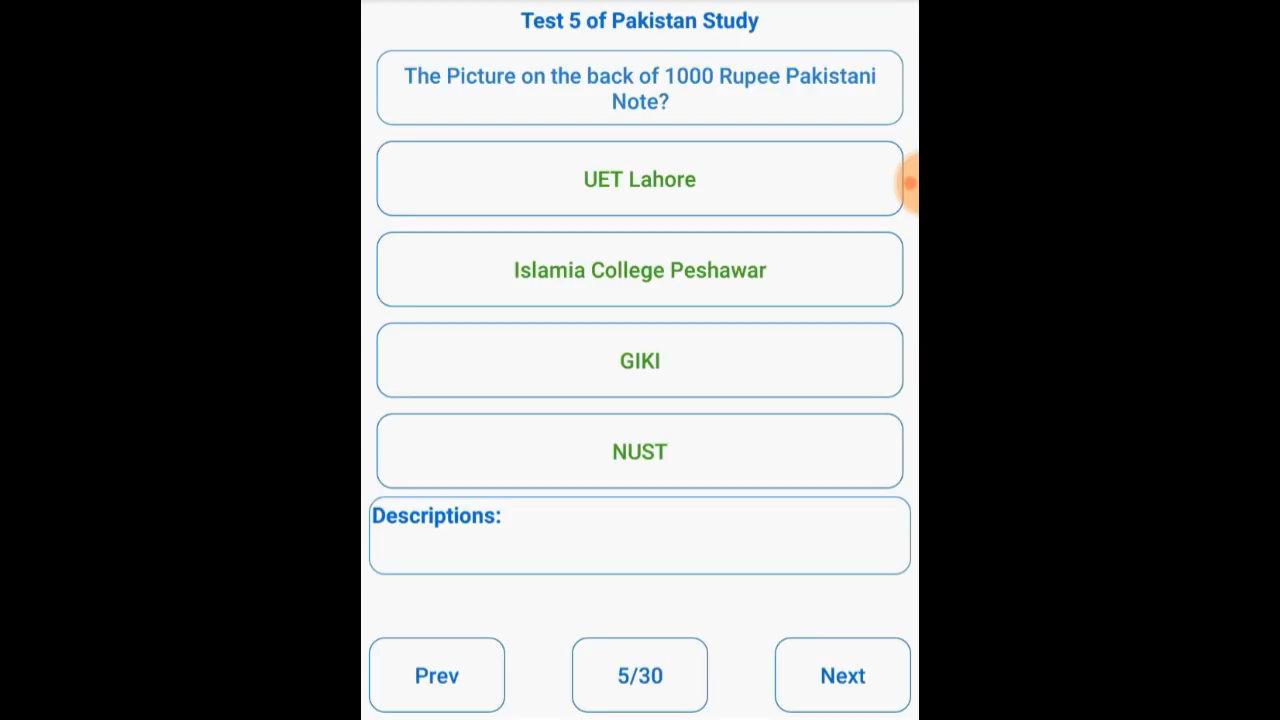 Test 5 of Pakistan Study
The Picture on the back of 1000 Rupee Pakistani
Note?
UET Lahore
Islamia College Peshawar
GIKI
NUST
Descriptions:
Prev
5/30
Next